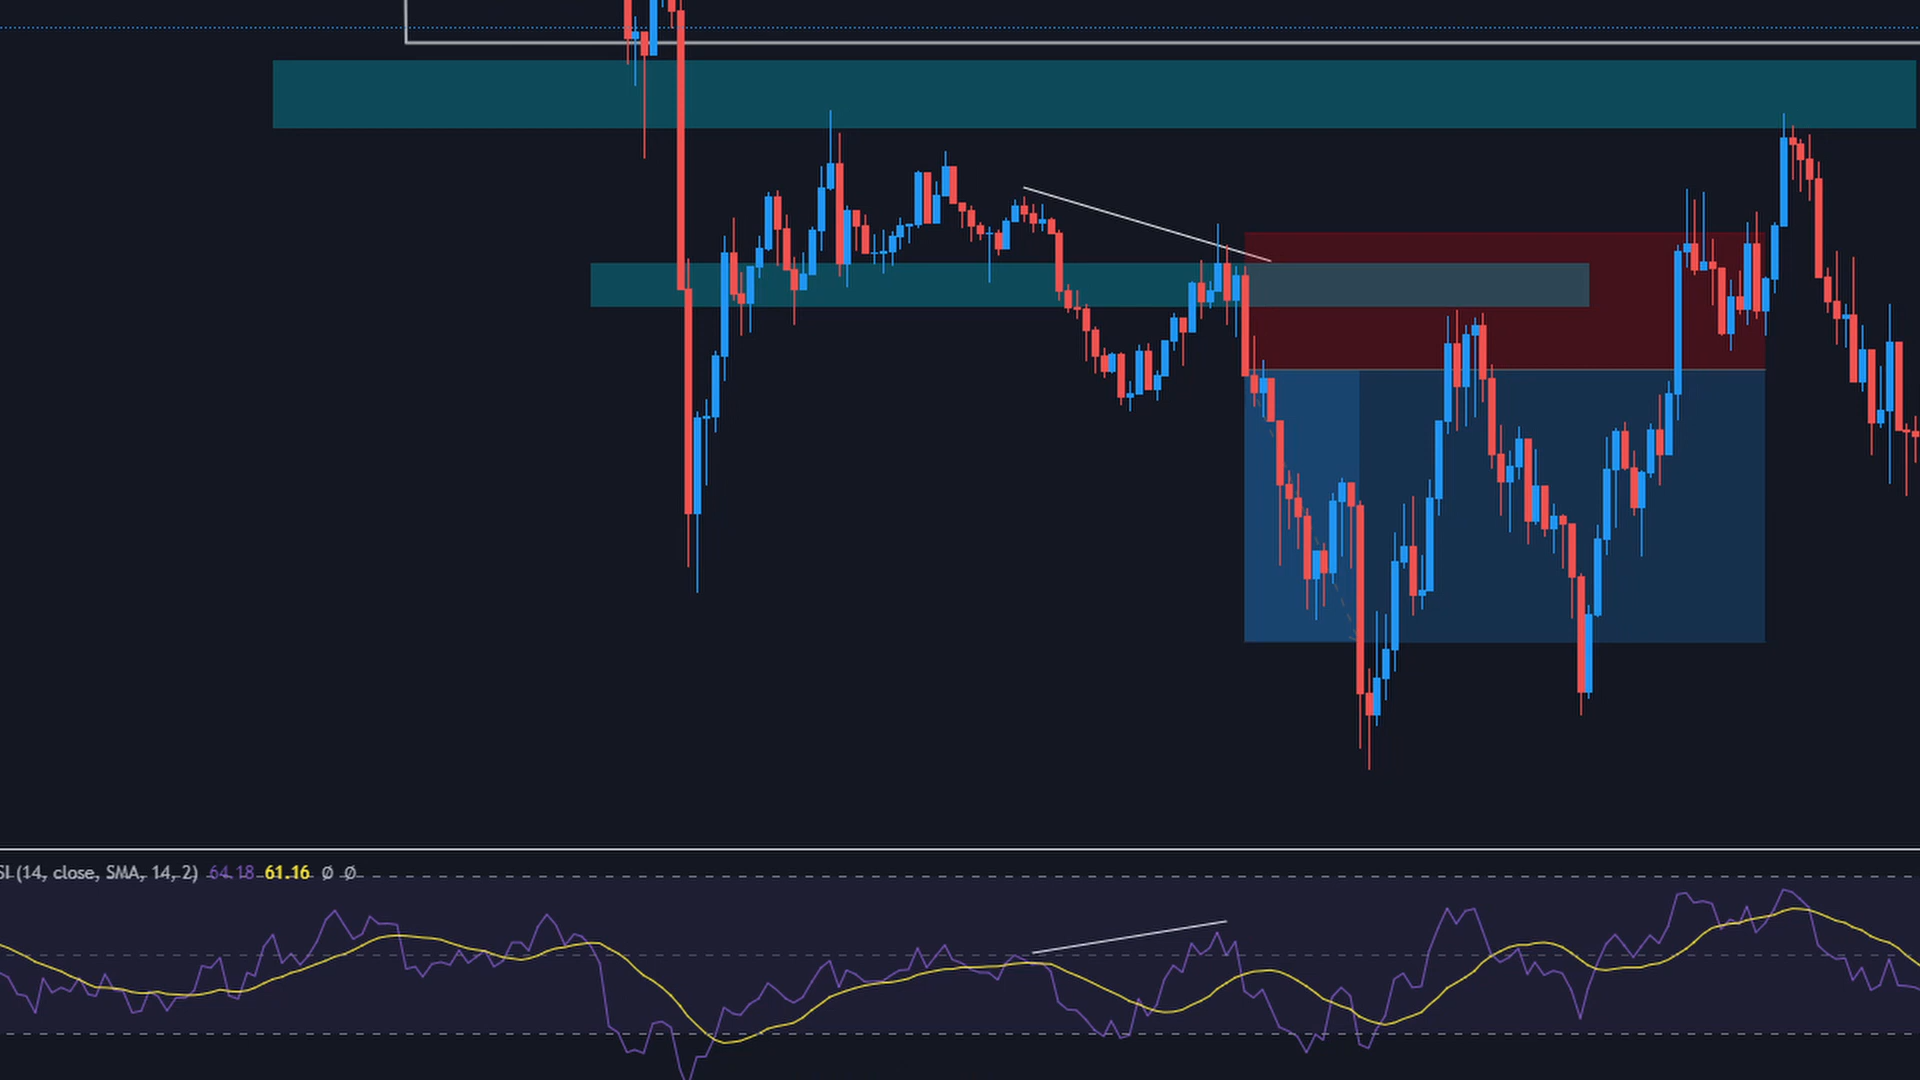 SI (14, close, SMA, 14, 2) 64.18 61.16 Ø Ø